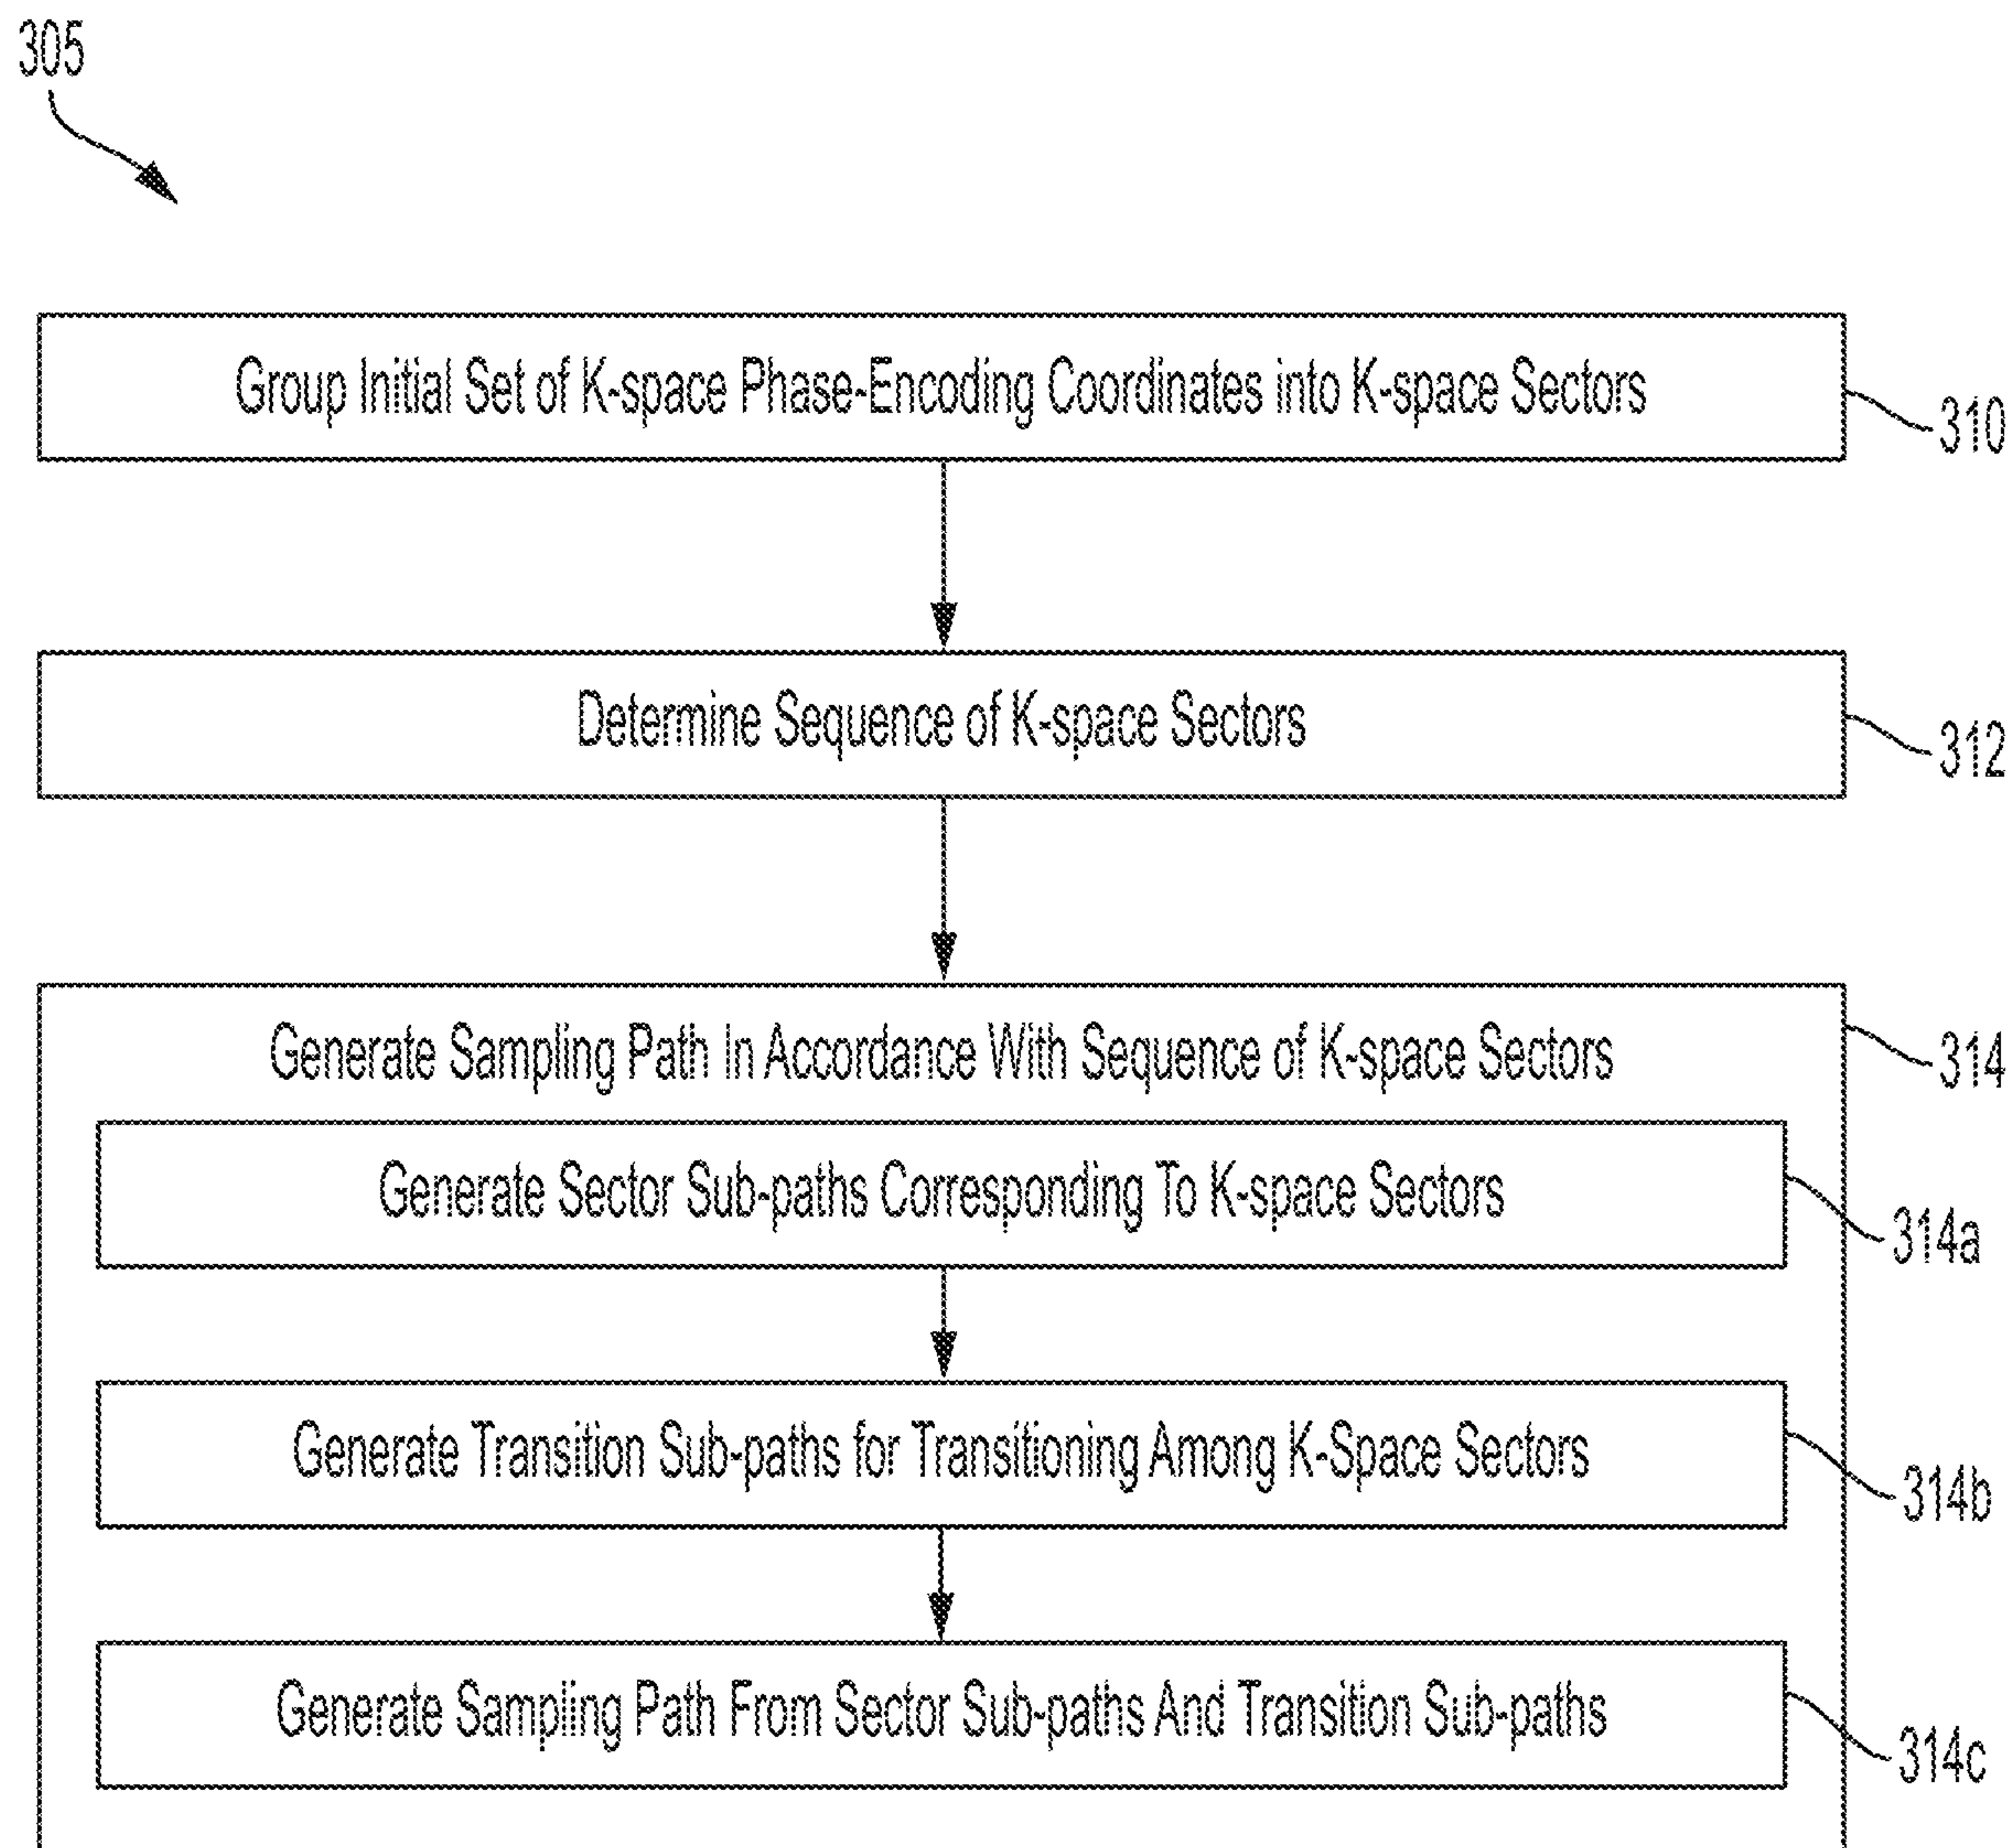 305
Group Initial Set of K-space Phase-Encoding Coordinates into K-space Sectors
310
Determine Sequence of K-space Sectors
312
Generate Sampling Path In Accordance With Sequence of K-space Sectors
314
Generate Sector Sub-paths Corresponding To K-space Sectors
314a
Generate Transition Sub-paths for Transitioning Among K-Space Sectors
314b
Generate Sampling Path From Sector Sub-paths And Transition Sub-paths
314c